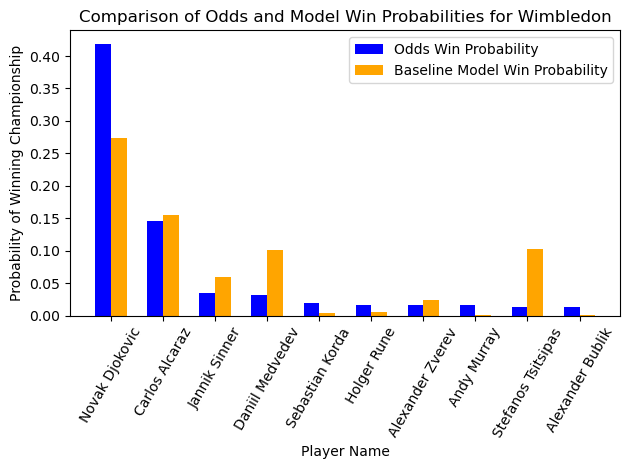 Comparison of Odds and Model Win Probabilities for Wimbledon
Odds Win Probability
Baseline Model Win Probability
Probability of Winning Championship
0.40
0.35
0.30
0.25
0.20
0.15
0.10
0.05
0.00
Novak Djokovic
Carlos Alcaraz
Jannik Sinner
Daniil Medvedev
Sebastian Korda
Holger Rune
Alexander Zverev
Andy Murray
Stefanos Tsitsipas
Alexander Bublik
Player Name